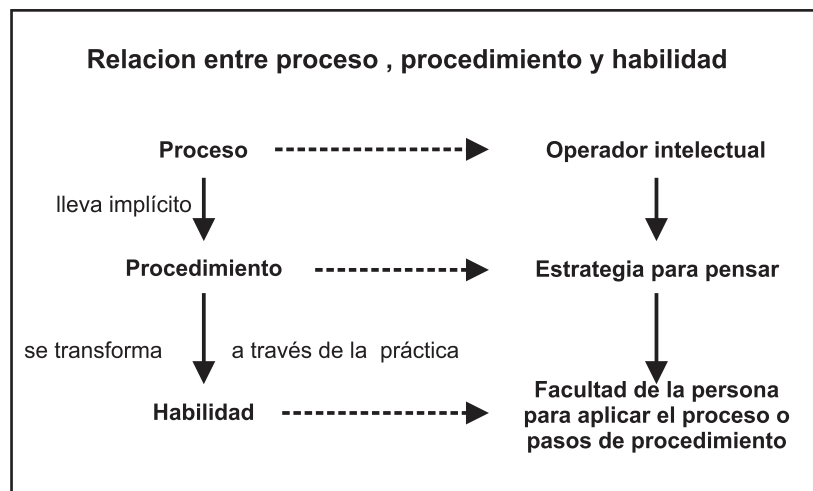 Relacion entre proceso , procedimiento y habilidad
Proceso
Operador intelectual
lleva implícito
Procedimiento
Estrategia para pensar
se transforma
a través de la práctica
Habilidad
Facultad de la persona
para aplicar el proceso o
pasos de procedimiento